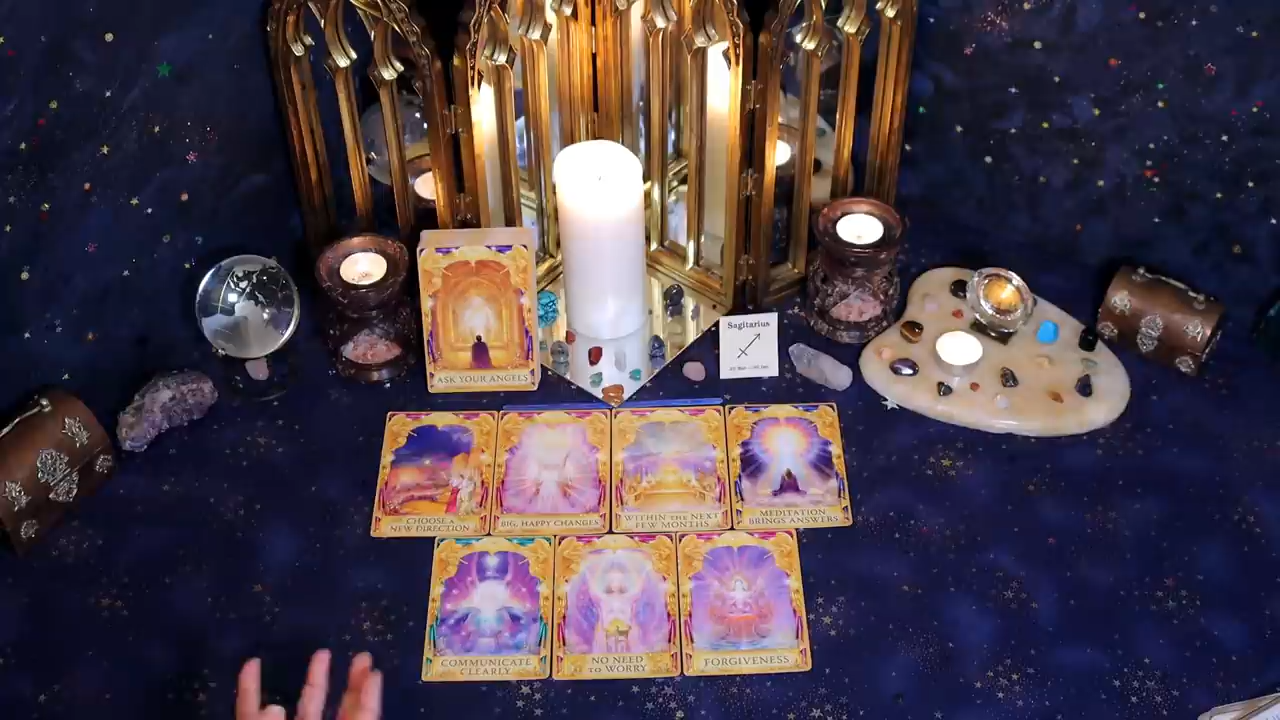 Sagitarius
ASK YOUR ANGELS
CHOOSE A
NEW DIRECTION
BIG, HAPPY CHANGES
WITHIN THE NEXT
FEW MONTHS
MEDITATION
BRINGS ANSWERS
COMMUNICATE
CLEARLY
NO NEED
TO WORRY
FORGIVENESS